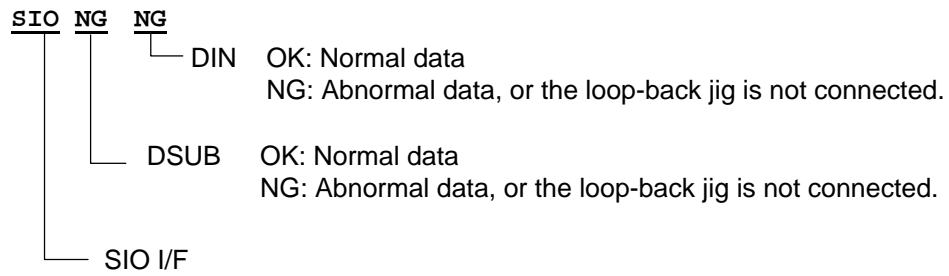 SIO NG NG
DIN OK: Normal data
NG: Abnormal data, or the loop-back jig is not connected.
DSUB OK: Normal data
NG: Abnormal data, or the loop-back jig is not connected.
SIO I/F